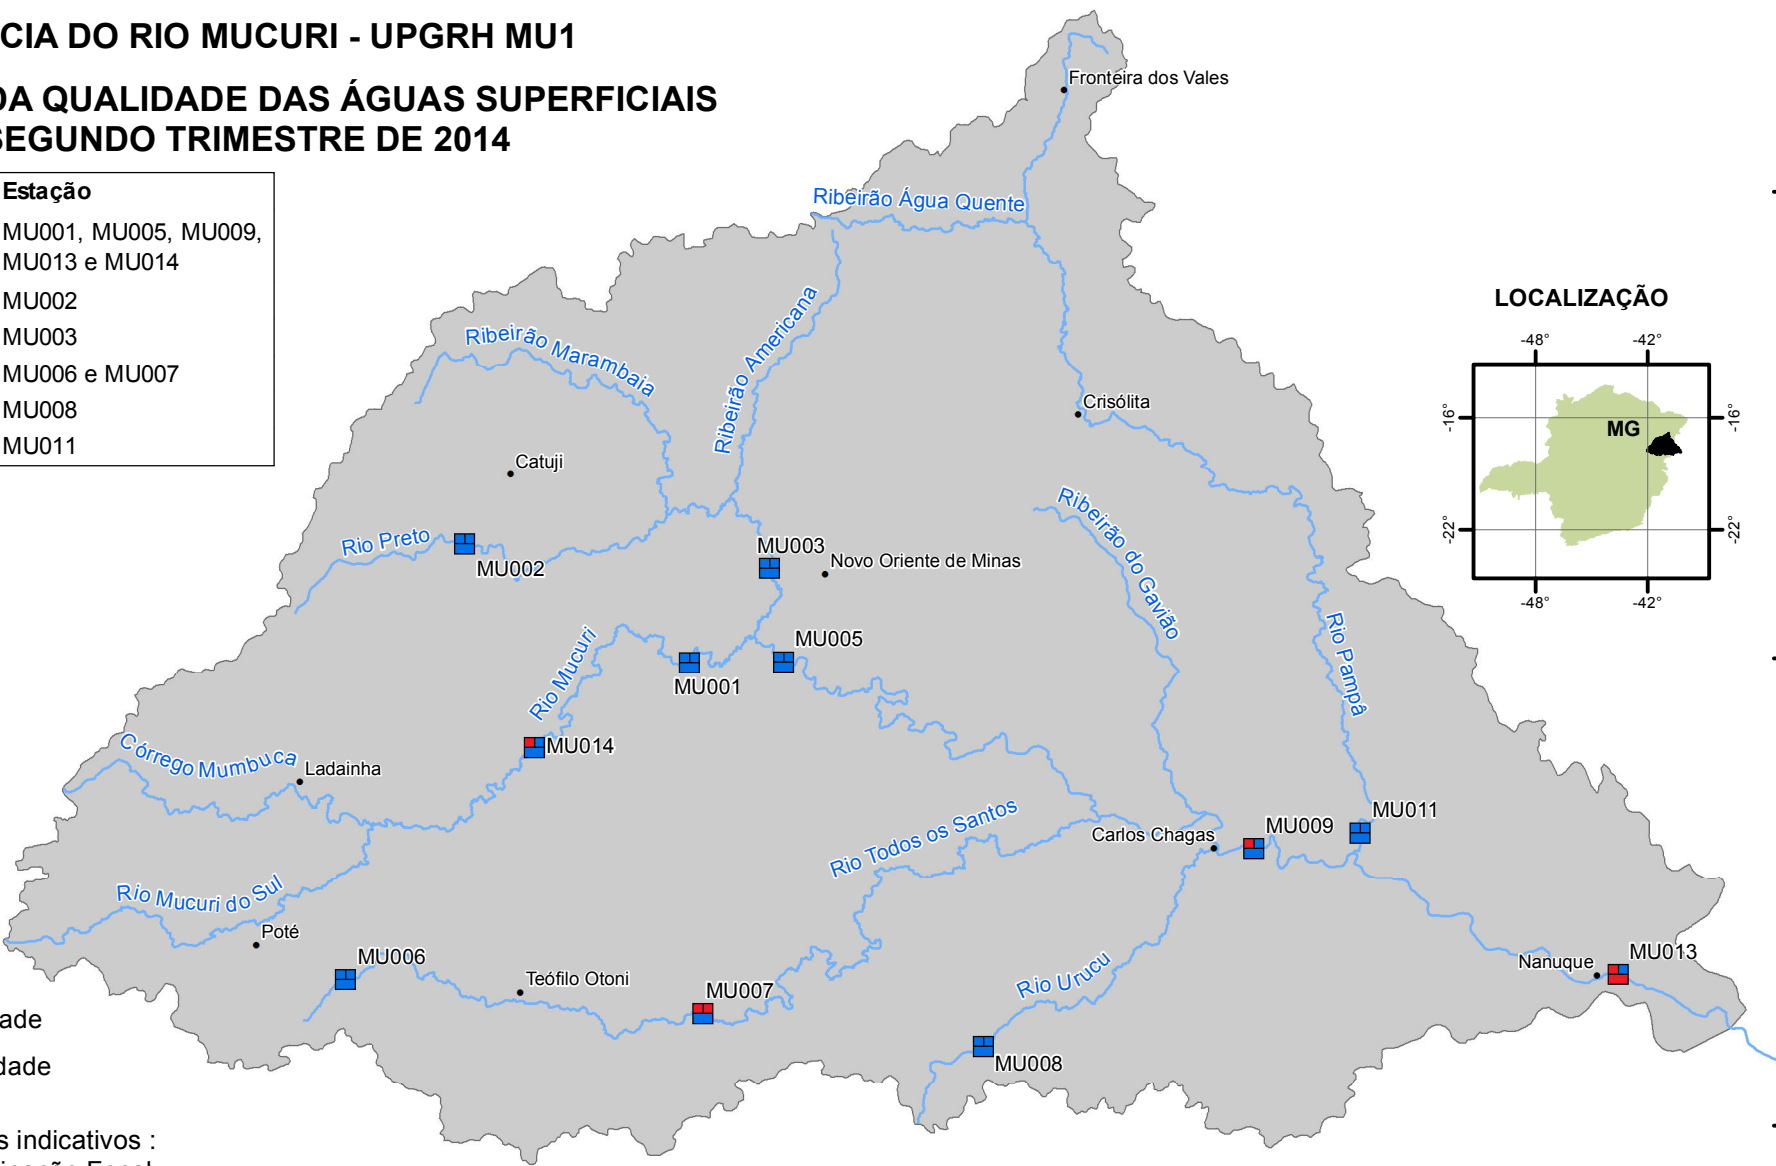 CIA DO RIO MUCURI - UPGRH MU1
DA QUALIDADE DAS ÁGUAS SUPERFICIAIS
SEGUNDO TRIMESTRE DE 2014
Estação
MU001, MU005, MU009,
MU013 e MU014
MU002
MU003
MU006 e MU007
MU008
MU011
Fronteira dos Vales
Ribeirão Água Quente
Ribeirão Americana
Ribeirão Marambaia
Crisólita
Catuji
Rio Preto
MU002
MU003
Novo Oriente de Minas
Ribeirão do Gavião
Rio Pampã
Rio Mucuri
MU001
MU005
MU014
Córrego Mumbuca
Ladainha
Rio Todos os Santos
Carlos Chagas
MU009
MU011
Rio Mucuri do Sul
Poté
MU006
Teófilo Otoni
MU007
Rio Urucu
MU008
Nanuque
MU013
LOCALIZAÇÃO
-48°
-42°
-16°
-16°
MG
-22°
-22°
-48°
-42°
ade
dade
s indicativos :